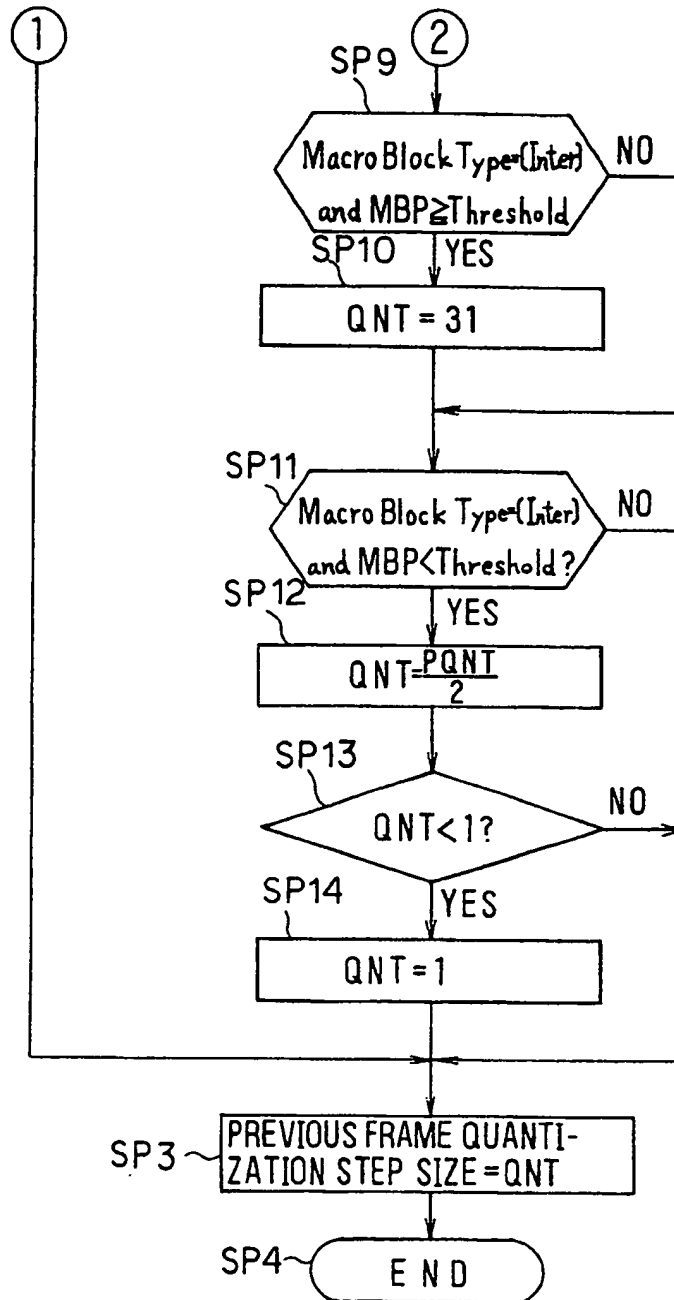 1
2
SP9
Macro Block Type=(Inter)
and MBP≧Threshold
NO
SP10
YES
QNT = 31
SP11
Macro Block Type=(Inter)
and MBP<Threshold?
NO
SP12
YES
QNT=PQNT/2
SP13
QNT<1?
NO
SP14
YES
QNT=1
SP3
PREVIOUS FRAME QUANTI-
ZATION STEP SIZE=QNT
SP4
END